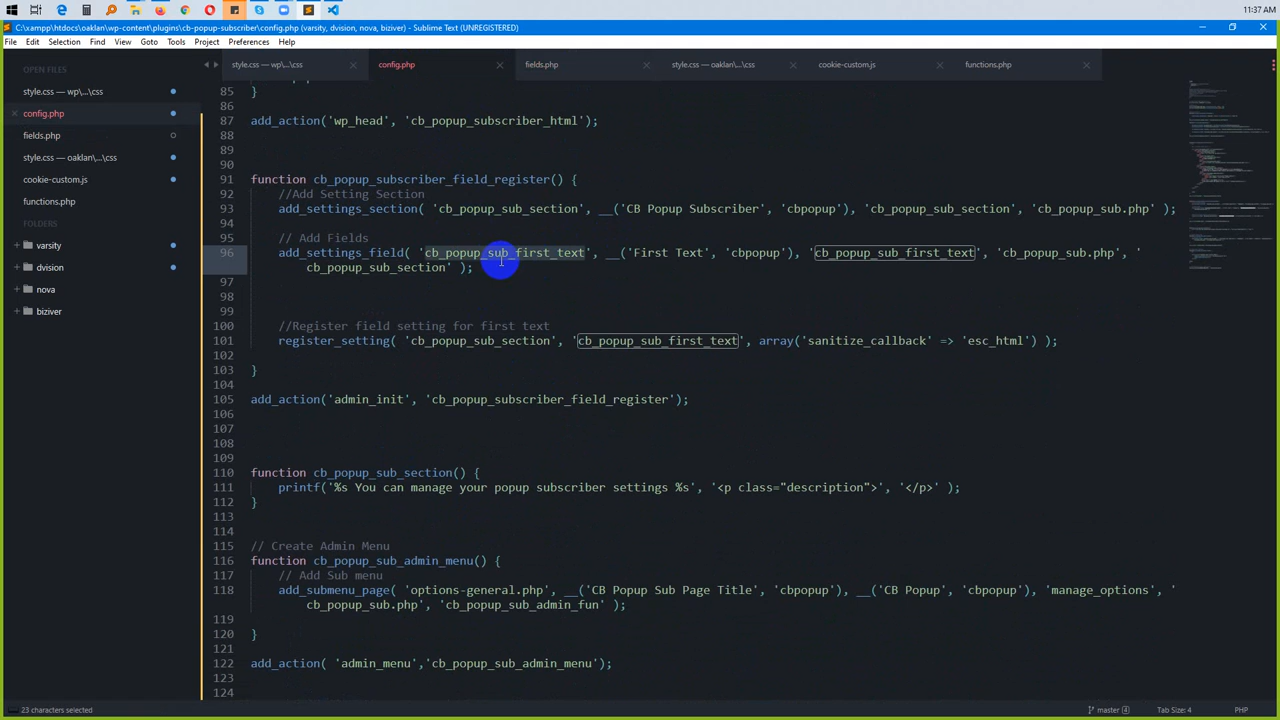 11:37 AM
C:\xampp\htdocs\oaklan\wp-content\plugins\cb-popup-subscriber\config.php (varsity, dvision, nova, biziver) - Sublime Text (UNREGISTERED)
File Edit Selection Find View Goto Tools Project Preferences Help
OPEN FILES
style.css — wp\...\css
config.php
fields.php
style.css — oaklan\...\css
cookie-custom.js
functions.php
FOLDERS
varsity
dvision
nova
biziver
style.css — wp\...\css config.php fields.php style.css — oaklan\...\css cookie-custom.js functions.php
85 }
86
87 add_action('wp_head', 'cb_popup_subscriber_html');
88
89
90
91 function cb_popup_subscriber_field_register() {
92 //Add Setting Section
93 add_settings_section( 'cb_popup_sub_section', __('CB Popup Subscriber', 'cbpopup'), 'cb_popup_sub_section', 'cb_popup_sub.php' );
94
95 // Add Fields
96 add_settings_field( 'cb_popup_sub_first_text', __('First Text', 'cbpopup'), 'cb_popup_sub_first_text', 'cb_popup_sub.php', '
cb_popup_sub_section' );
97
98
99
100 //Register field setting for first text
101 register_setting( 'cb_popup_sub_section', 'cb_popup_sub_first_text', array('sanitize_callback' => 'esc_html') );
102
103 }
104
105 add_action('admin_init', 'cb_popup_subscriber_field_register');
106
107
108
109
110 function cb_popup_sub_section() {
111 printf('%s You can manage your popup subscriber settings %s', '<p class="description">', '</p>' );
112 }
113
114
115 // Create Admin Menu
116 function cb_popup_sub_admin_menu() {
117 // Add Sub menu
118 add_submenu_page( 'options-general.php', __('CB Popup Sub Page Title', 'cbpopup'), __('CB Popup', 'cbpopup'), 'manage_options', '
cb_popup_sub.php', 'cb_popup_sub_admin_fun' );
119
120 }
121
122 add_action( 'admin_menu','cb_popup_sub_admin_menu');
123
124
23 characters selected
master 4 Tab Size: 4 PHP